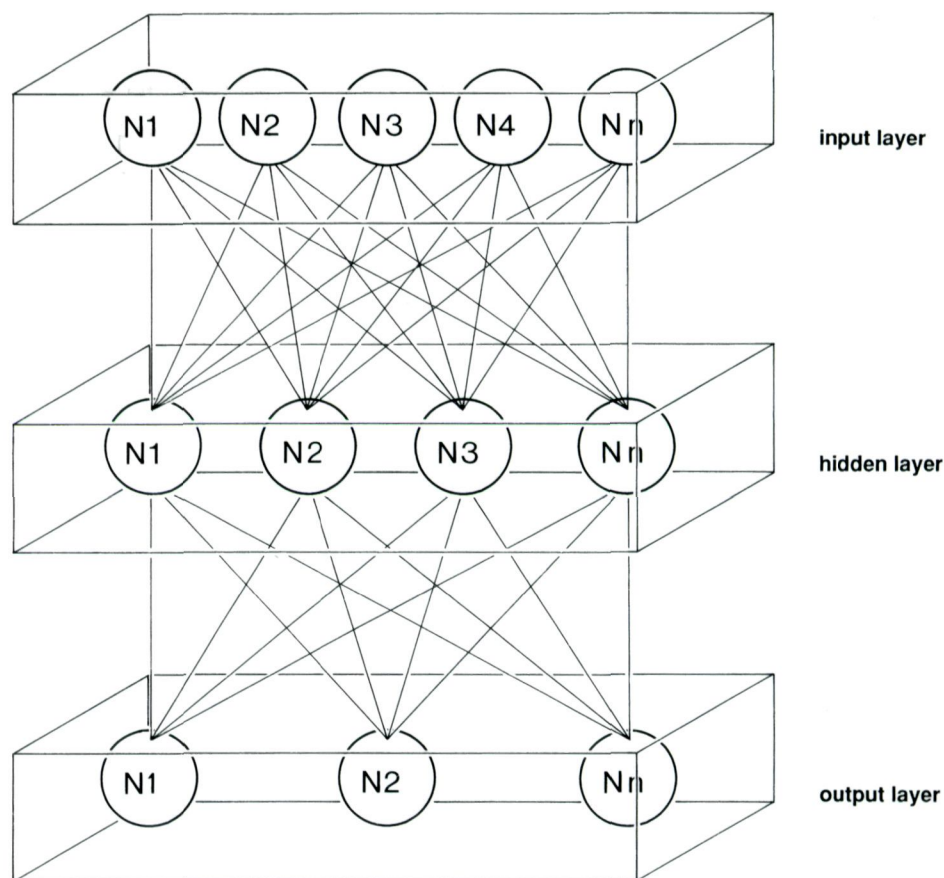 N1 N2 N3 N4 Nn
input layer
N1 N2 N3 Nn
hidden layer
N1 N2 Nn
output layer